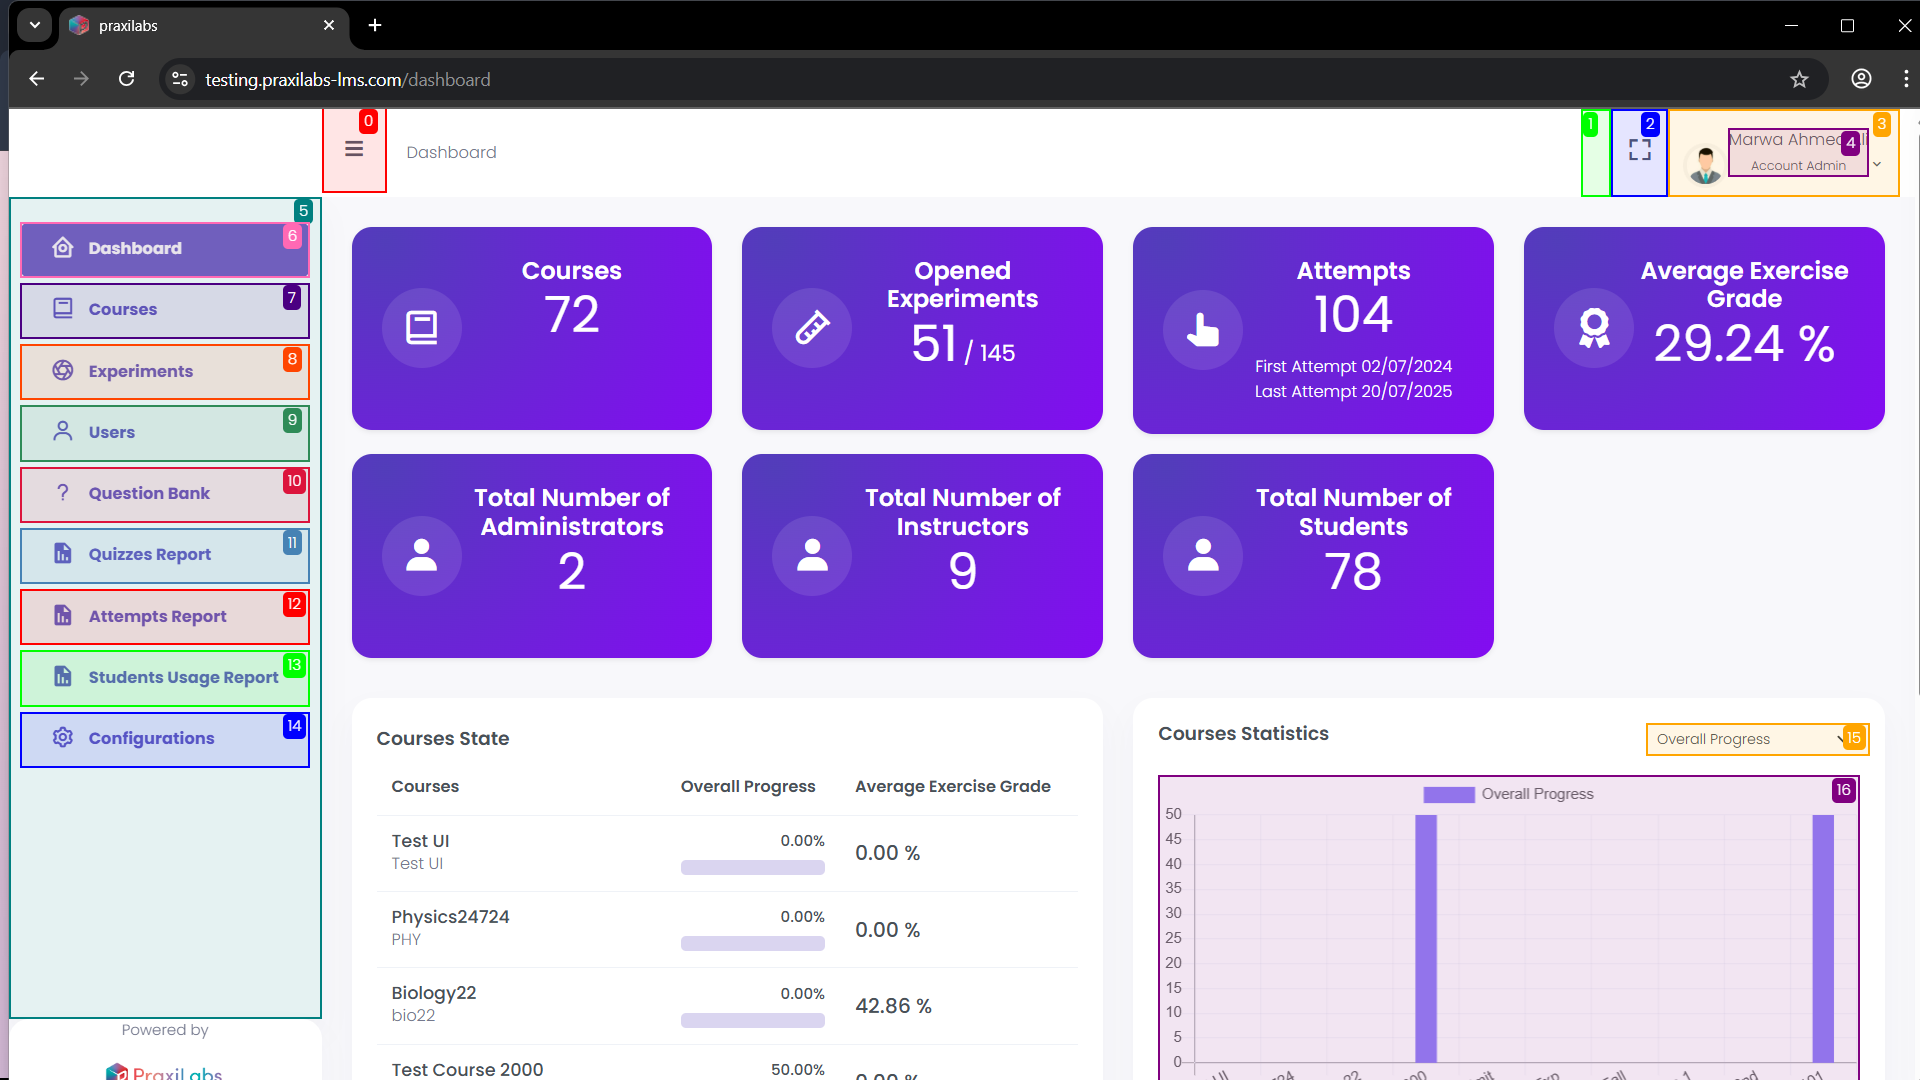 praxilabs
testing.praxilabs-lms.com/dashboard
0
Dashboard
1
2
3
Marwa
4
Account Admin
5
6
Dashboard
7
Courses
8
Experiments
9
Users
10
Question Bank
11
Quizzes Report
12
Attempts Report
13
Students Usage Report
14
Configurations
Powered by
PraxiLabs
Courses
72
Opened
Experiments
51 / 145
Attempts
104
First Attempt 02/07/2024
Last Attempt 20/07/2025
Average Exercise
Grade
29.24 %
Total Number of
Administrators
2
Total Number of
Instructors
9
Total Number of
Students
78
Courses State
Courses Overall Progress Average Exercise Grade
Test UI
Test UI
0.00%
0.00 %
Physics24724
PHY
0.00%
0.00 %
Biology22
bio22
0.00%
42.86 %
Test Course 2000
50.00%
0.00 %
Courses Statistics
Overall Progress
15
16
Overall Progress
50
45
40
35
30
25
20
15
10
5
0